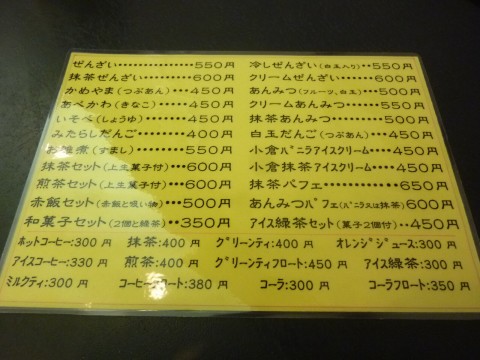 ぜんざい‥‥‥‥‥550円
抹茶ぜんざい‥‥‥600円
かめやま(つぶあん)‥‥450円
あべかわ(きなこ)‥‥450円
いそべ(しょうゆ)‥‥450円
みたらしだんご‥‥400円
お雑煮(すまし)‥‥550円
抹茶セット(上生菓子付)‥‥600円
煎茶セット(上生菓子付)‥‥600円
赤飯セット(赤飯と吸い物)‥‥500円
和菓子セット(2個と緑茶)‥‥350円
冷しぜんざい(白玉入り)‥‥550円
クリームぜんざい‥‥600円
あんみつ(フルーツ、白玉)‥‥500円
クリームあんみつ‥‥550円
抹茶あんみつ‥‥‥550円
白玉だんご(つぶあん)‥‥450円
小倉バニラアイスクリーム‥‥450円
小倉抹茶アイスクリーム‥‥450円
抹茶パフェ‥‥‥‥650円
あんみつパフェ(バニラ又は抹茶)‥‥650円
アイス緑茶セット(菓子2個付)‥‥450円
ホットコーヒー:300円 抹茶:400円 グリーンティ:400円 オレンジジュース:300円
アイスコーヒー:330円 煎茶:400円 グリーンティフロート:450円 アイス緑茶:300円
ミルクティ:300円 コーヒーフロート:380円 コーラ:300円 コーラフロート:350円